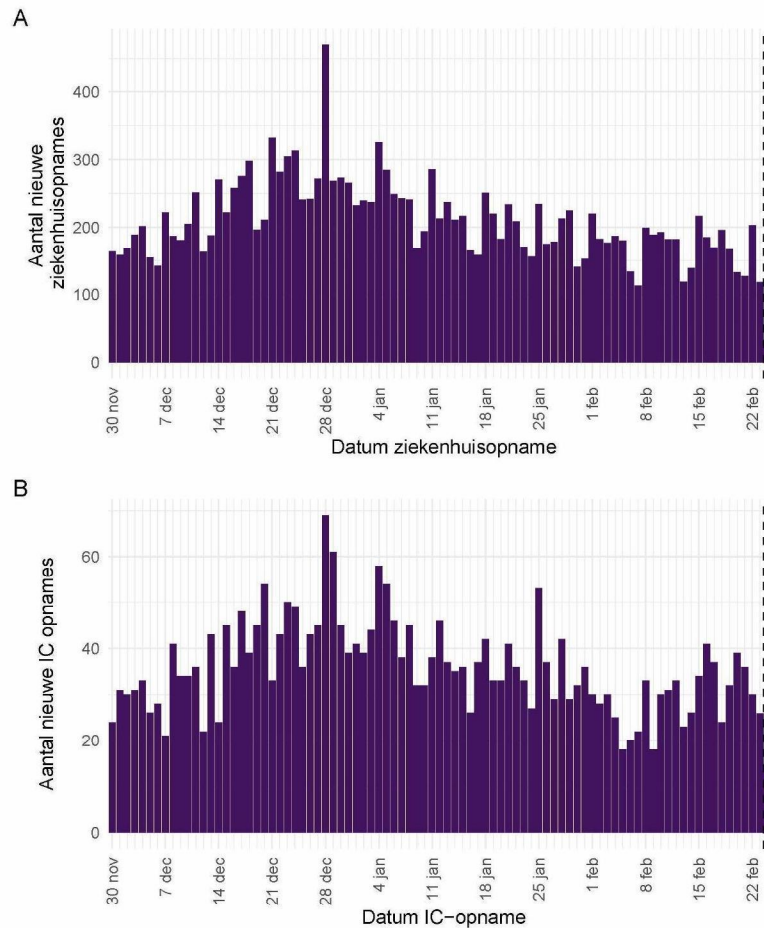 A
Aantal nieuwe
ziekenhuisopnames
400
300
200
100
0
30 nov
7 dec
14 dec
21 dec
28 dec
4 jan
11 jan
18 jan
25 jan
1 feb
8 feb
15 feb
22 feb
Datum ziekenhuisopname
B
Aantal nieuwe IC opnames
60
40
20
0
30 nov
7 dec
14 dec
21 dec
28 dec
4 jan
11 jan
18 jan
25 jan
1 feb
8 feb
15 feb
22 feb
Datum IC−opname